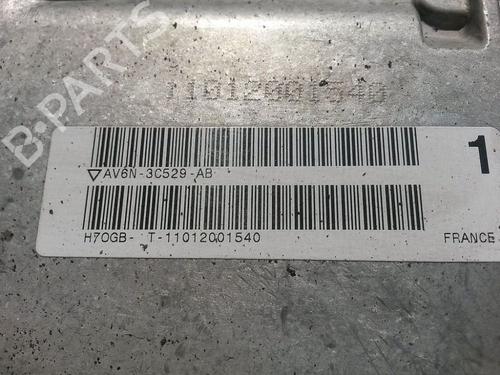 B-PARTS
11012001540
1
▽AV6N-3C529-AB
H7OGB- T-11012001540
FRANCE